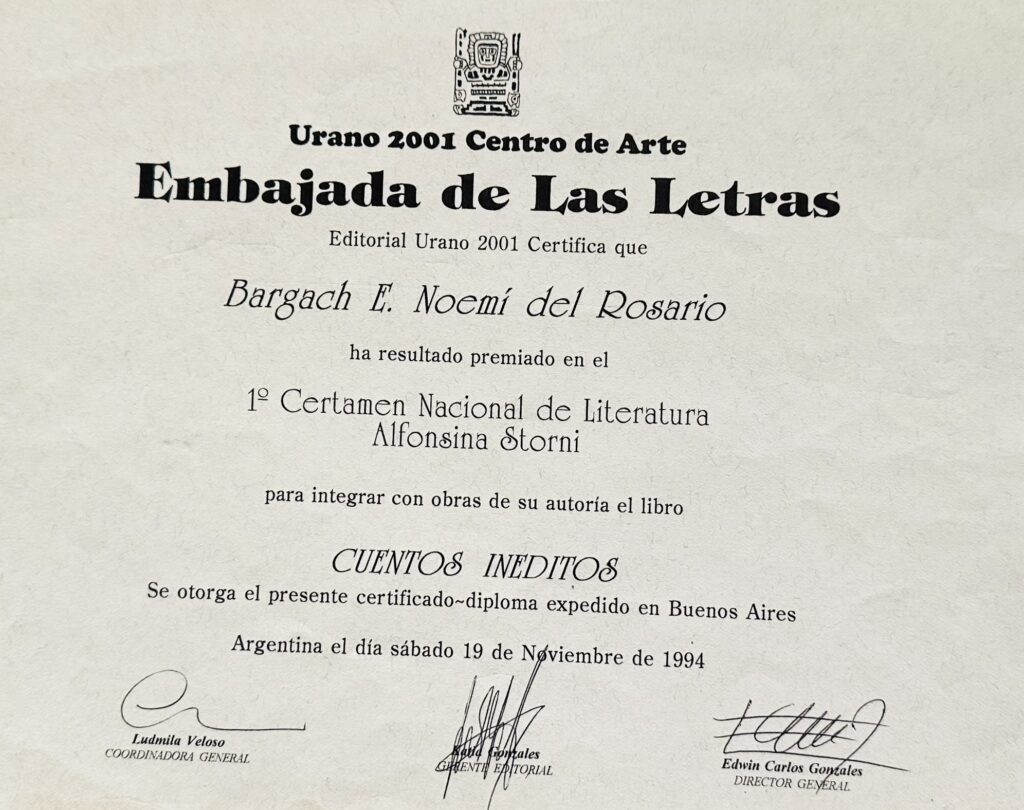 Urano 2001 Centro de Arte
Embajada de Las Letras
Editorial Urano 2001 Certifica que
Bargach E. Noemí del Rosario
ha resultado premiado en el
1º Certamen Nacional de Literatura
Alfonsina Storni
para integrar con obras de su autoría el libro
CUENTOS INEDITOS
Se otorga el presente certificado~diploma expedido en Buenos Aires
Argentina el día sábado 19 de Noviembre de 1994
Ludmila Veloso
COORDINADORA GENERAL
Gonzales
GERENTE EDITORIAL
Edwin Carlos Gonzales
DIRECTOR GENERAL